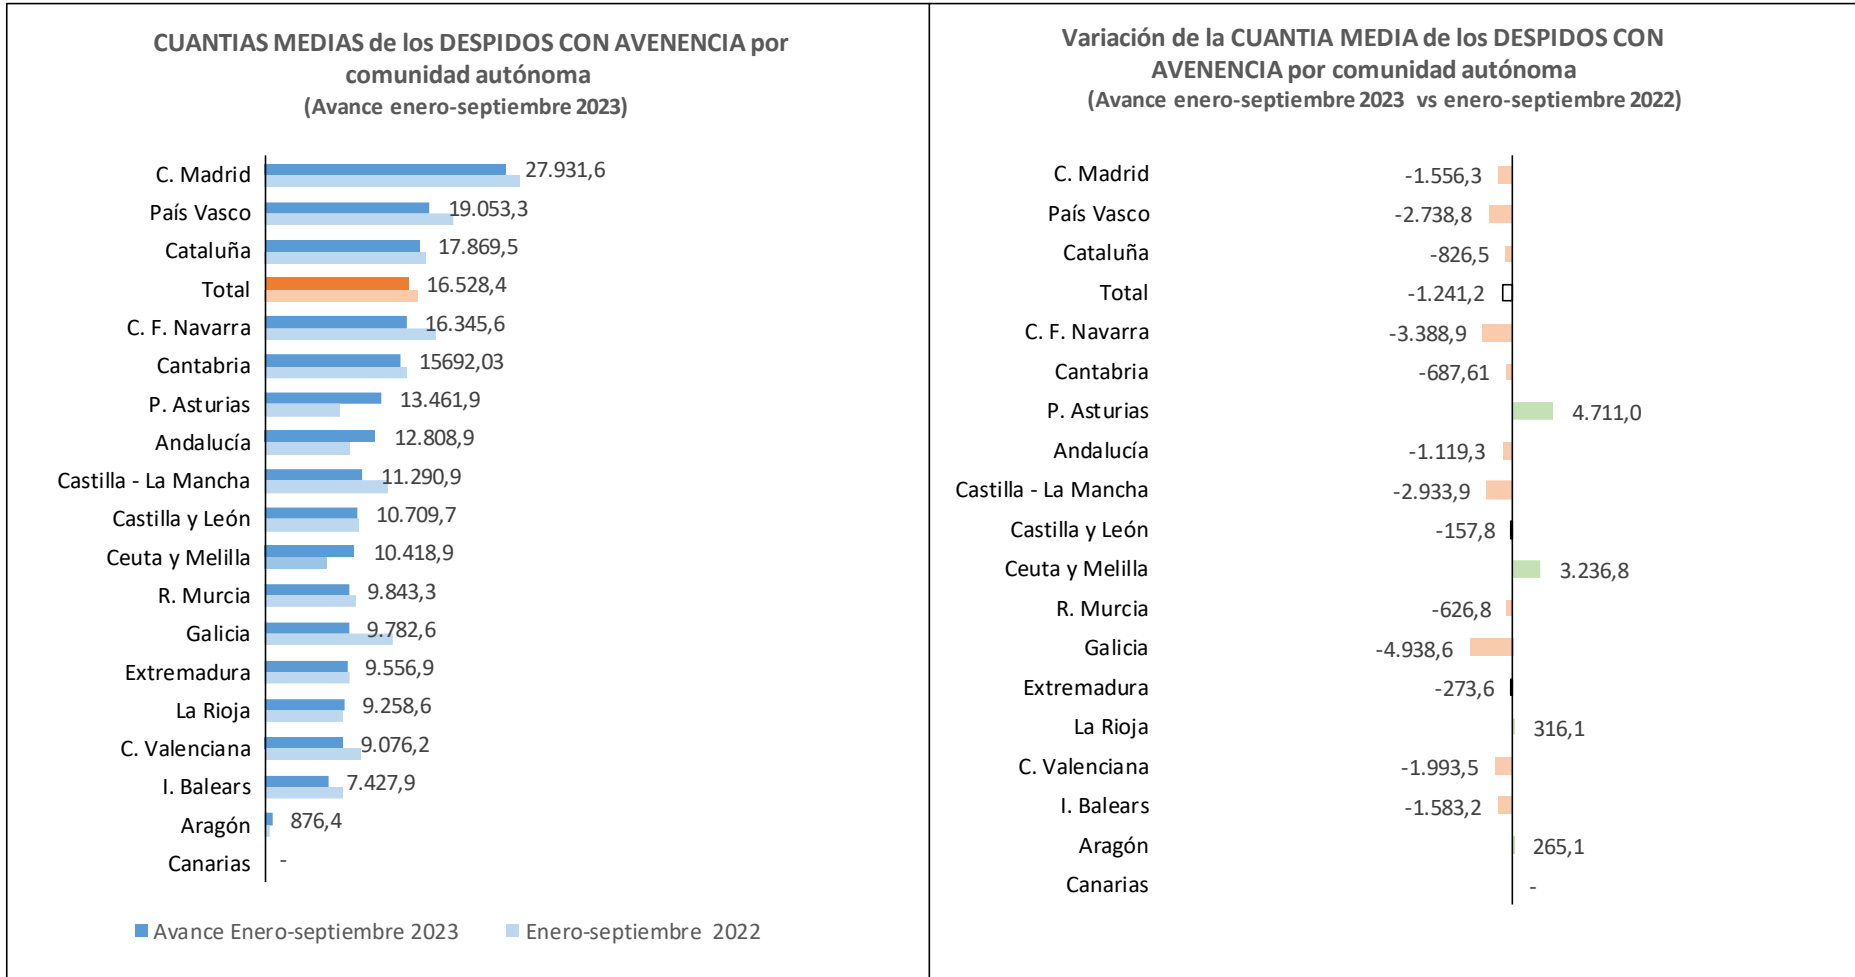 CUANTIAS MEDIAS de los DESPIDOS CON AVENENCIA por
comunidad autónoma
(Avance enero-septiembre 2023)
C. Madrid 27.931,6
País Vasco 19.053,3
Cataluña 17.869,5
Total 16.528,4
C. F. Navarra 16.345,6
Cantabria 15692,03
P. Asturias 13.461,9
Andalucía 12.808,9
Castilla - La Mancha 11.290,9
Castilla y León 10.709,7
Ceuta y Melilla 10.418,9
R. Murcia 9.843,3
Galicia 9.782,6
Extremadura 9.556,9
La Rioja 9.258,6
C. Valenciana 9.076,2
I. Balears 7.427,9
Aragón 876,4
Canarias -
Avance Enero-septiembre 2023 Enero-septiembre 2022
Variación de la CUANTIA MEDIA de los DESPIDOS CON
AVENENCIA por comunidad autónoma
(Avance enero-septiembre 2023 vs enero-septiembre 2022)
C. Madrid -1.556,3
País Vasco -2.738,8
Cataluña -826,5
Total -1.241,2
C. F. Navarra -3.388,9
Cantabria -687,61
P. Asturias 4.711,0
Andalucía -1.119,3
Castilla - La Mancha -2.933,9
Castilla y León -157,8
Ceuta y Melilla 3.236,8
R. Murcia -626,8
Galicia -4.938,6
Extremadura -273,6
La Rioja 316,1
C. Valenciana -1.993,5
I. Balears -1.583,2
Aragón 265,1
Canarias -